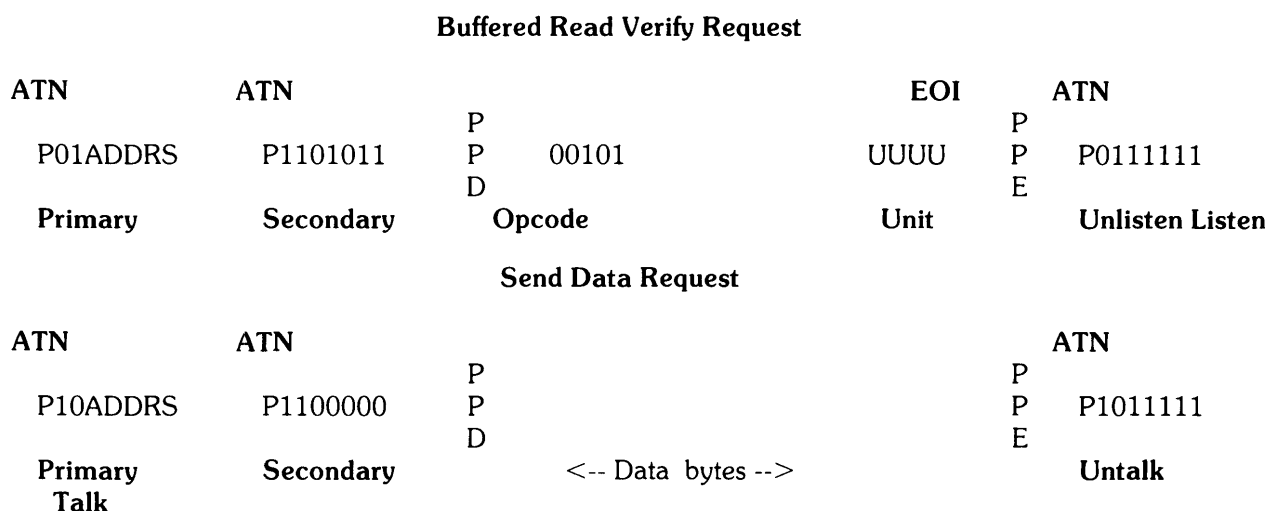 Buffered Read Verify Request
ATN ATN EOI ATN
P P
P01ADDRS P1101011 P 00101 UUUU P P0111111
D E
Primary Secondary Opcode Unit Unlisten Listen
Send Data Request
ATN ATN ATN
P P
P10ADDRS P1100000 P P P1011111
D E
Primary Secondary <-- Data bytes --> Untalk
Talk